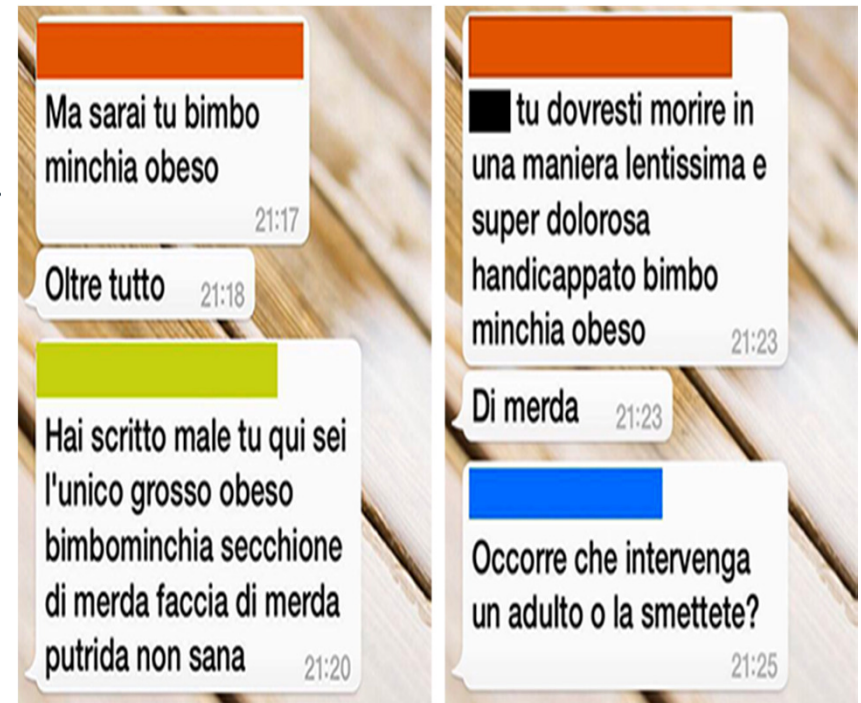 Ma sarai tu bimbo
minchia obeso
21:17
Oltre tutto 21:18
Hai scritto male tu qui sei
l'unico grosso obeso
bimbominchia secchione
di merda faccia di merda
putrida non sana 21:20
tu dovresti morire in
una maniera lentissima e
super dolorosa
handicappato bimbo
minchia obeso 21:23
Di merda 21:23
Occorre che intervenga
un adulto o la smettete?
21:25